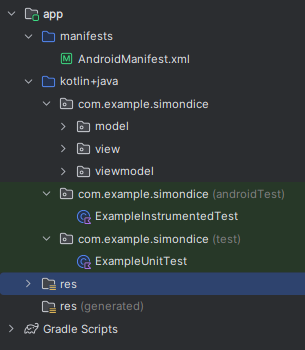 app
manifests
AndroidManifest.xml
kotlin+java
com.example.simondice
model
view
viewmodel
com.example.simondice (androidTest)
ExampleInstrumentedTest
com.example.simondice (test)
ExampleUnitTest
res
res (generated)
Gradle Scripts